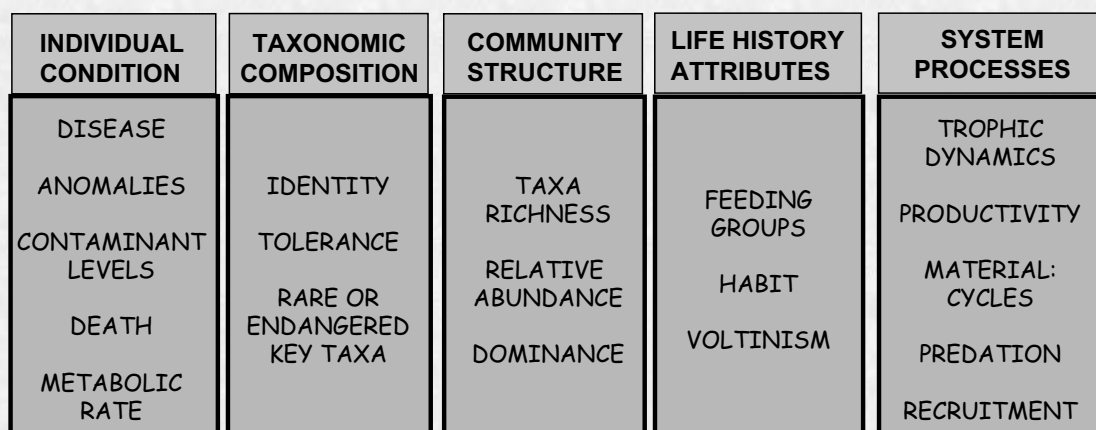 INDIVIDUAL
CONDITION
DISEASE
ANOMALIES
CONTAMINANT
LEVELS
DEATH
METABOLIC
RATE
TAXONOMIC
COMPOSITION
IDENTITY
TOLERANCE
RARE OR
ENDANGERED
KEY TAXA
COMMUNITY
STRUCTURE
TAXA
RICHNESS
RELATIVE
ABUNDANCE
DOMINANCE
LIFE HISTORY
ATTRIBUTES
FEEDING
GROUPS
HABIT
VOLTINISM
SYSTEM
PROCESSES
TROPHIC
DYNAMICS
PRODUCTIVITY
MATERIAL:
CYCLES
PREDATION
RECRUITMENT